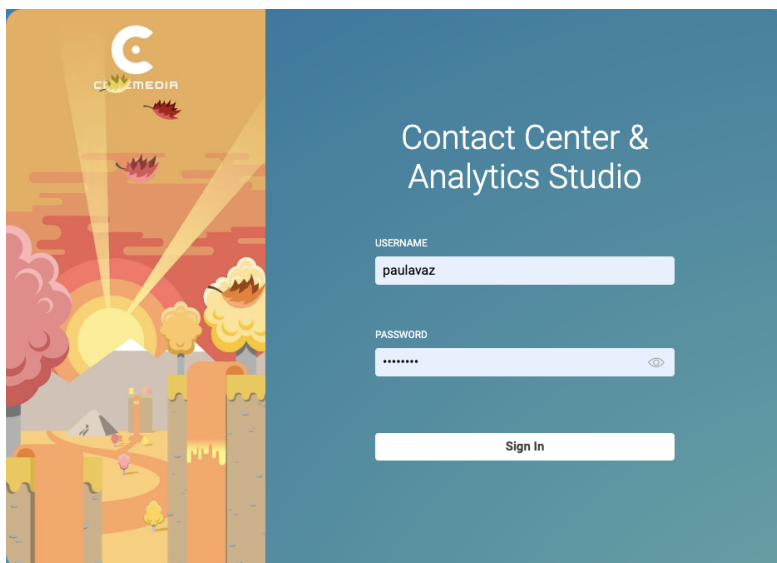 Contact Center &
Analytics Studio
USERNAME
paulavaz
PASSWORD
Sign In